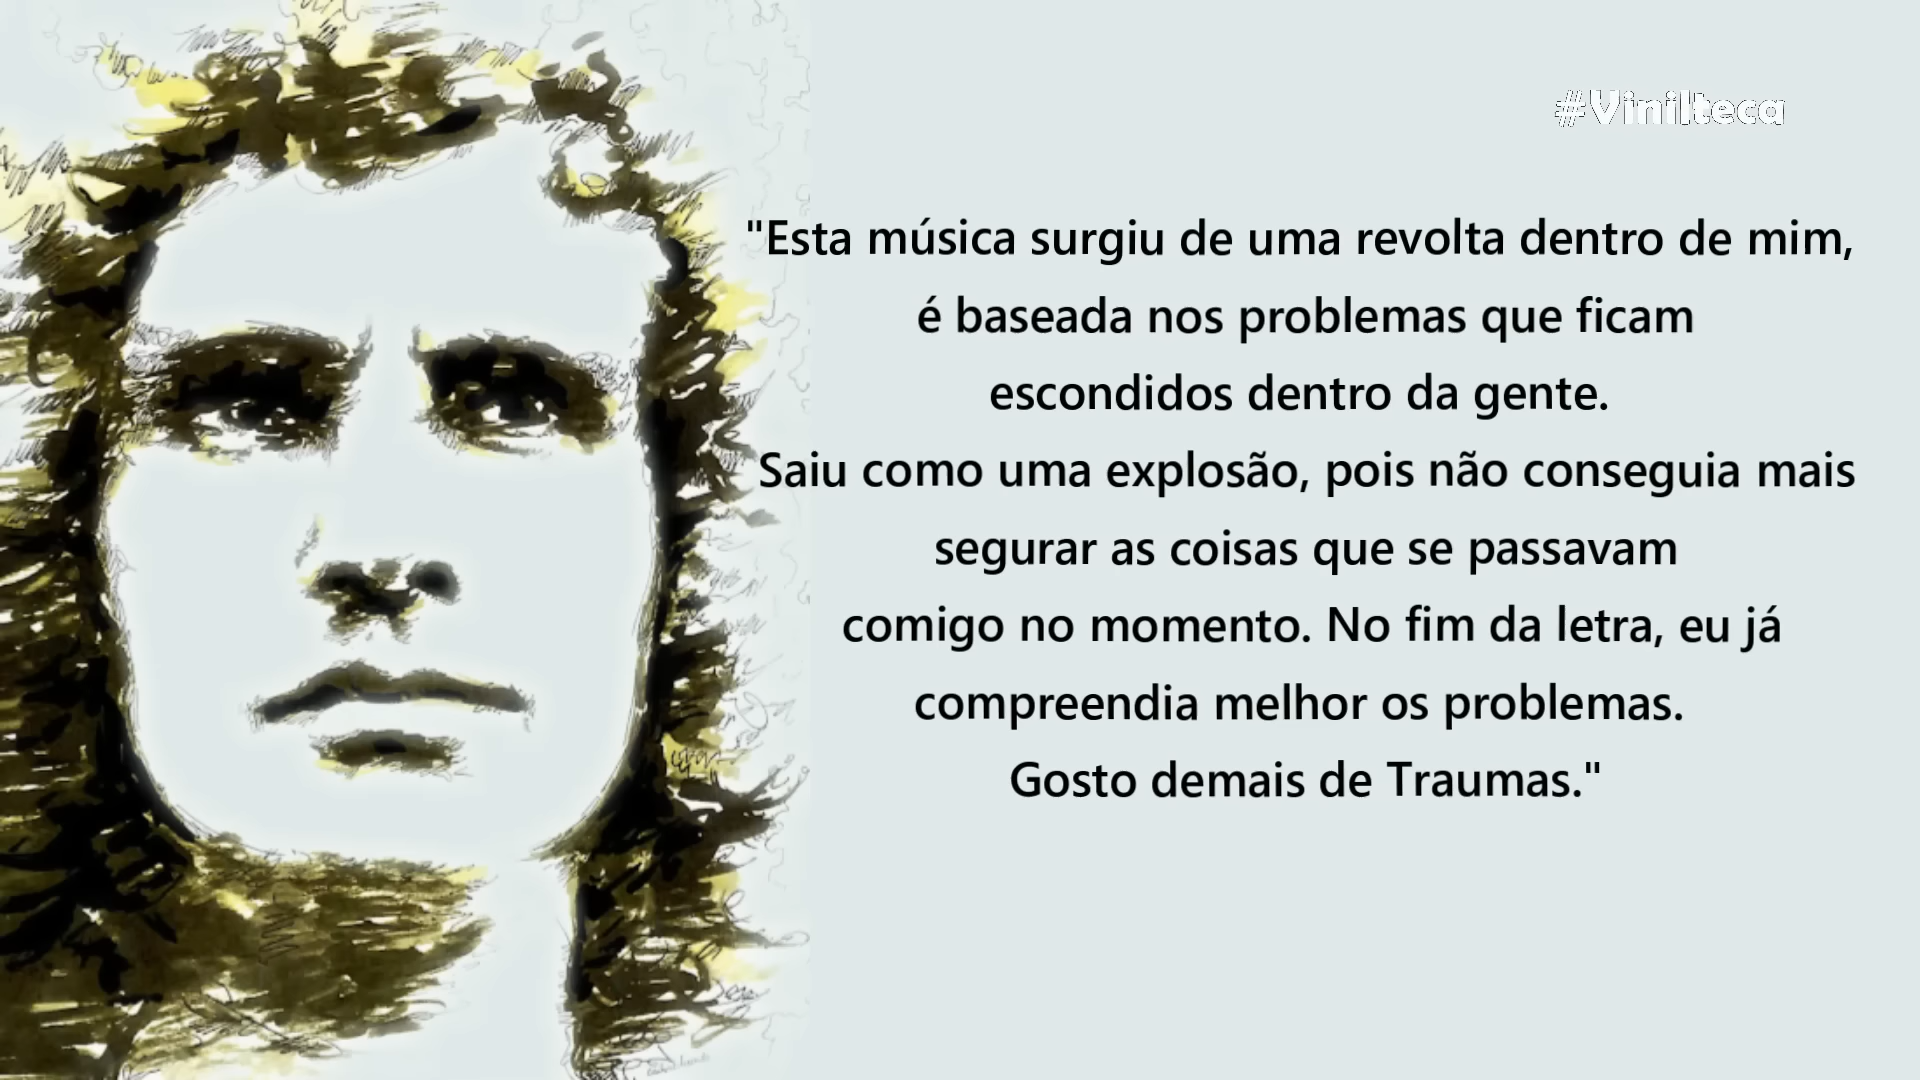 #Vinilteca
"Esta música surgiu de uma revolta dentro de mim,
é baseada nos problemas que ficam
escondidos dentro da gente.
Saiu como uma explosão, pois não conseguia mais
segurar as coisas que se passavam
comigo no momento. No fim da letra, eu já
compreendia melhor os problemas.
Gosto demais de Traumas."